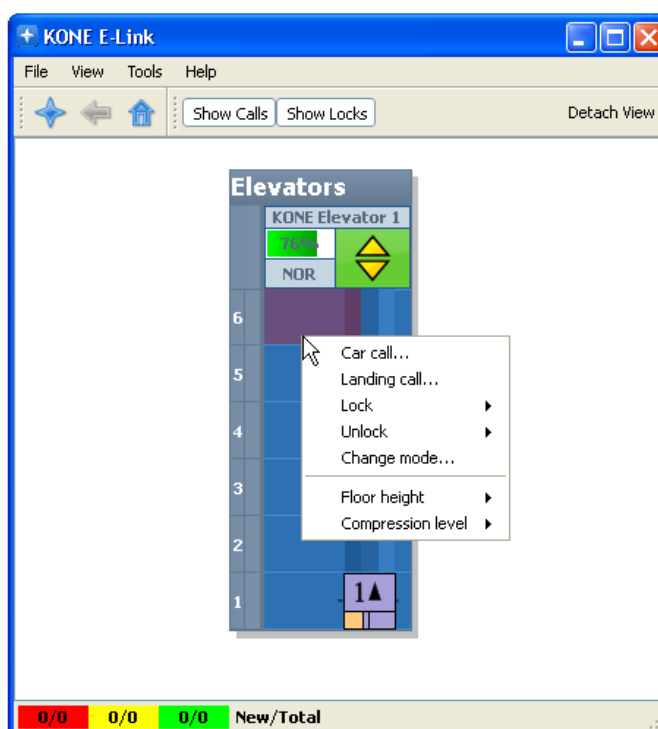 KONE E-Link
File View Tools Help
Show Calls Show Locks Detach View
Elevators
KONE Elevator 1
76%
NOR
6
5
4
3
2
1
1
Car call...
Landing call...
Lock
Unlock
Change mode...
Floor height
Compression level
0/0 0/0 0/0 New/Total